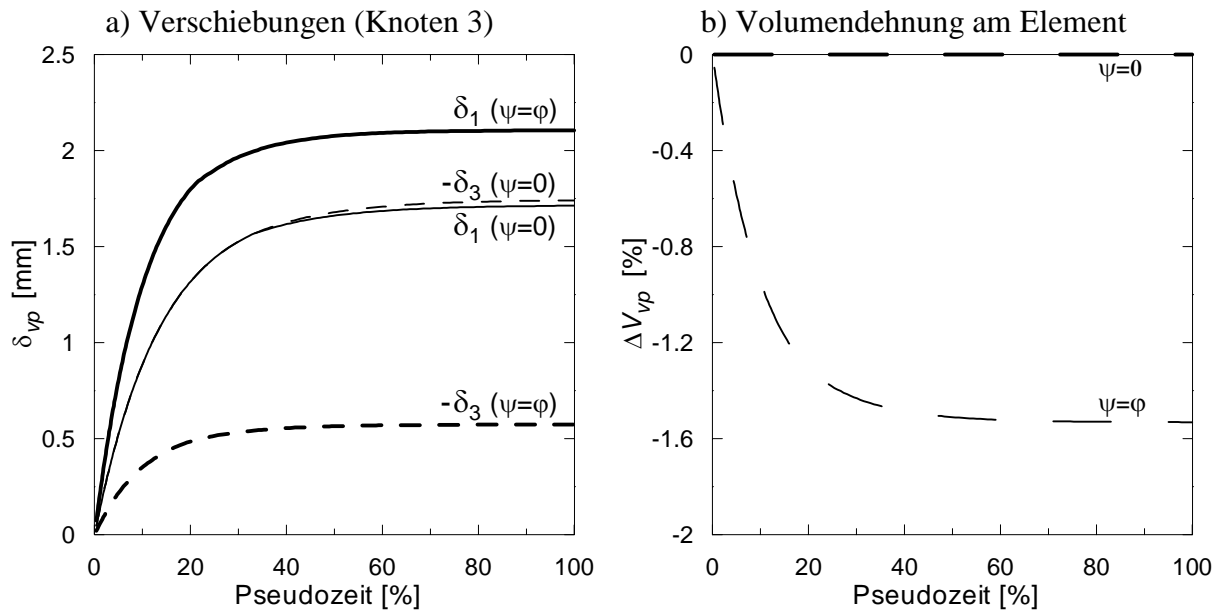 a) Verschiebungen (Knoten 3)
2.5
2
1.5
1
0.5
0
δvp [mm]
δ1 (ψ=φ)
-δ3 (ψ=0)
δ1 (ψ=0)
-δ3 (ψ=φ)
0 20 40 60 80 100
Pseudozeit [%]
b) Volumendehnung am Element
0
-0.4
-0.8
-1.2
-1.6
-2
ΔVvp [%]
ψ=0
ψ=φ
0 20 40 60 80 100
Pseudozeit [%]